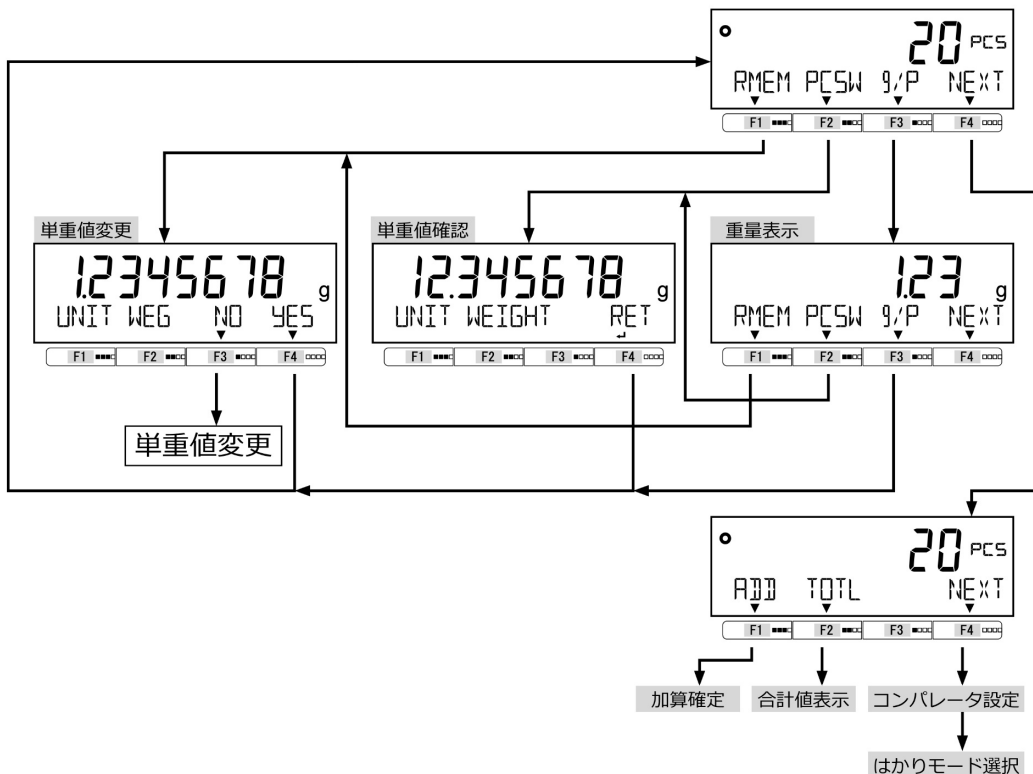 20 PCS
RMEM PCSW g/P NEXT
F1 F2 F3 F4
単重値変更
1.2345678 g
UNIT WEG NO YES
F1 F2 F3 F4
単重値変更
単重値確認
12.345678 g
UNIT WEIGHT RET
F1 F2 F3 F4
重量表示
1.23 g
RMEM PCSW g/P NEXT
F1 F2 F3 F4
20 PCS
ADD TOTL NEXT
F1 F2 F3 F4
加算確定 合計値表示 コンパレータ設定
はかりモード選択